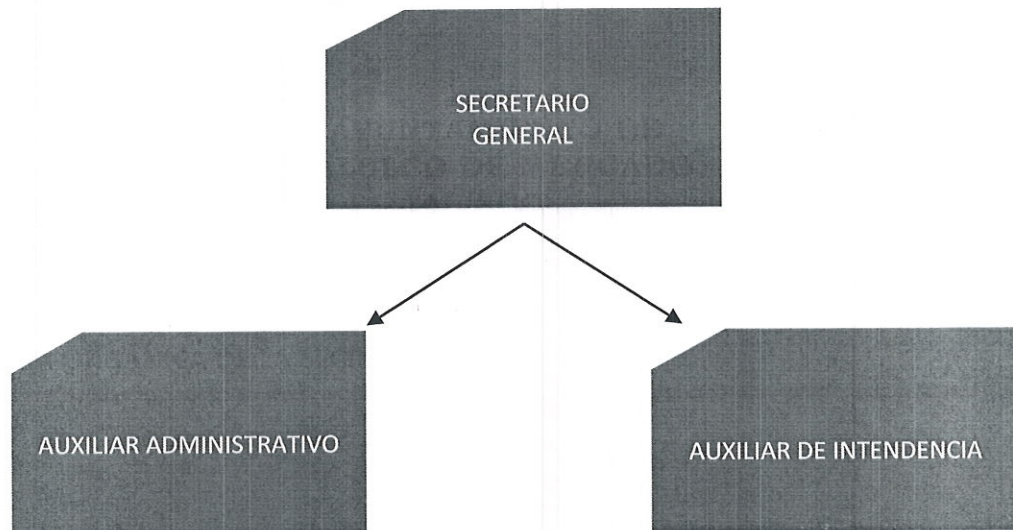 SECRETARIO
GENERAL
AUXILIAR ADMINISTRATIVO
AUXILIAR DE INTENDENCIA